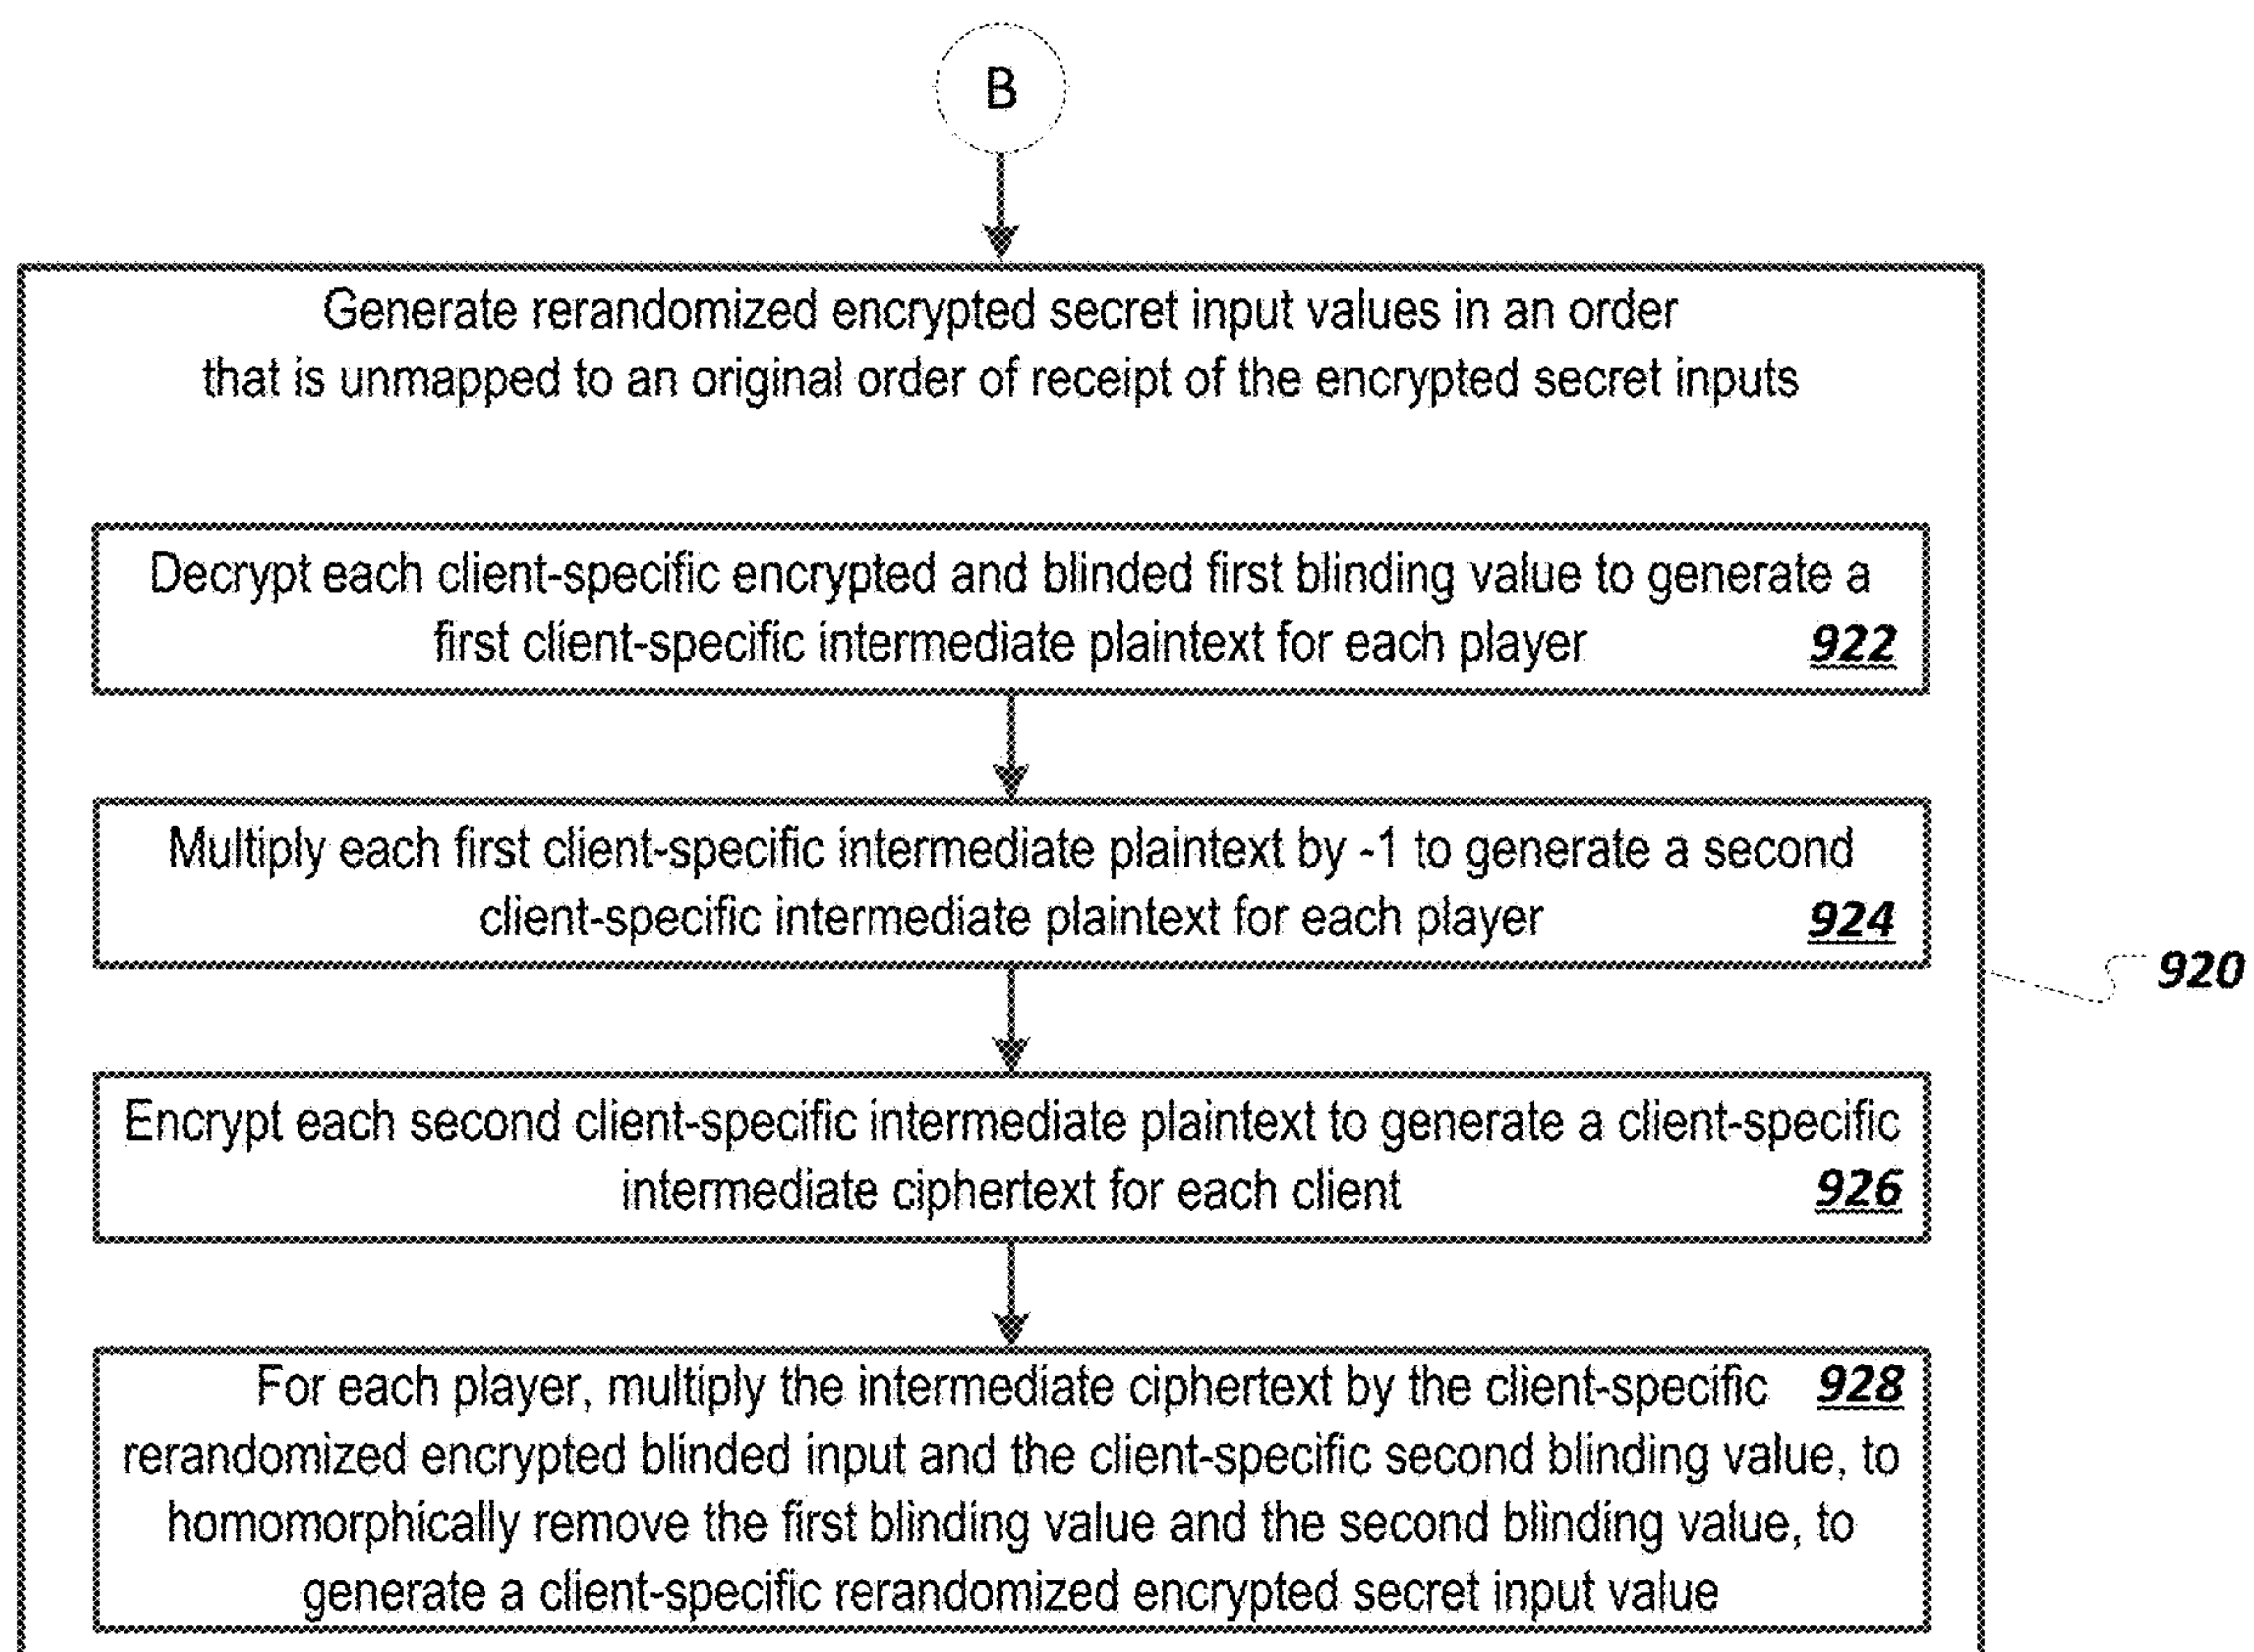 B
Generate rerandomized encrypted secret input values in an order
that is unmapped to an original order of receipt of the encrypted secret inputs
Decrypt each client-specific encrypted and blinded first blinding value to generate a
first client-specific intermediate plaintext for each player 922
Multiply each first client-specific intermediate plaintext by -1 to generate a second
client-specific intermediate plaintext for each player 924
920
Encrypt each second client-specific intermediate plaintext to generate a client-specific
intermediate ciphertext for each client 926
For each player, multiply the intermediate ciphertext by the client-specific 928
rerandomized encrypted blinded input and the client-specific second blinding value, to
homomorphically remove the first blinding value and the second blinding value, to
generate a client-specific rerandomized encrypted secret input value